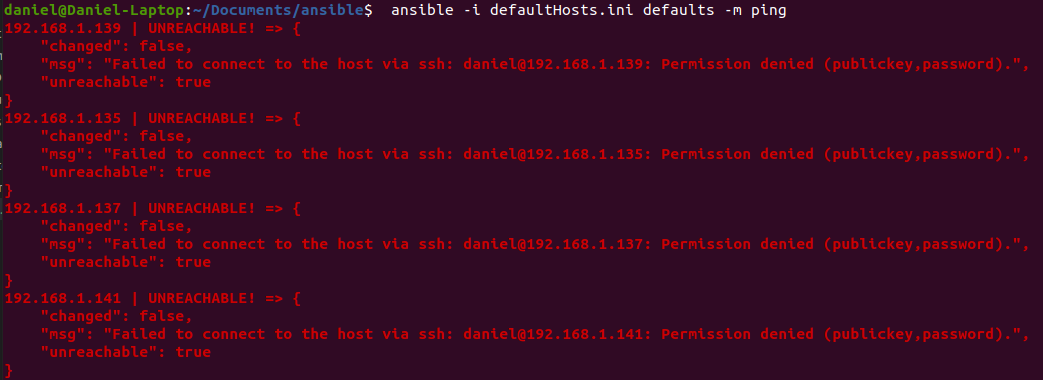 daniel@Daniel-Laptop:~/Documents/ansible$ ansible -i defaultHosts.ini defaults -m ping
192.168.1.139 | UNREACHABLE! => {
    "changed": false,
    "msg": "Failed to connect to the host via ssh: daniel@192.168.1.139: Permission denied (publickey,password).",
    "unreachable": true
}
192.168.1.135 | UNREACHABLE! => {
    "changed": false,
    "msg": "Failed to connect to the host via ssh: daniel@192.168.1.135: Permission denied (publickey,password).",
    "unreachable": true
}
192.168.1.137 | UNREACHABLE! => {
    "changed": false,
    "msg": "Failed to connect to the host via ssh: daniel@192.168.1.137: Permission denied (publickey,password).",
    "unreachable": true
}
192.168.1.141 | UNREACHABLE! => {
    "changed": false,
    "msg": "Failed to connect to the host via ssh: daniel@192.168.1.141: Permission denied (publickey,password).",
    "unreachable": true
}